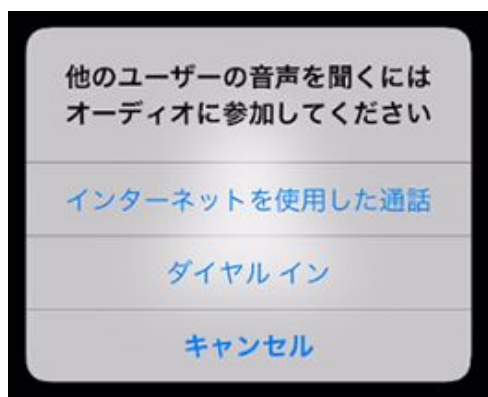 他のユーザーの音声を聞くには
オーディオに参加してください
インターネットを使用した通話
ダイヤル イン
キャンセル